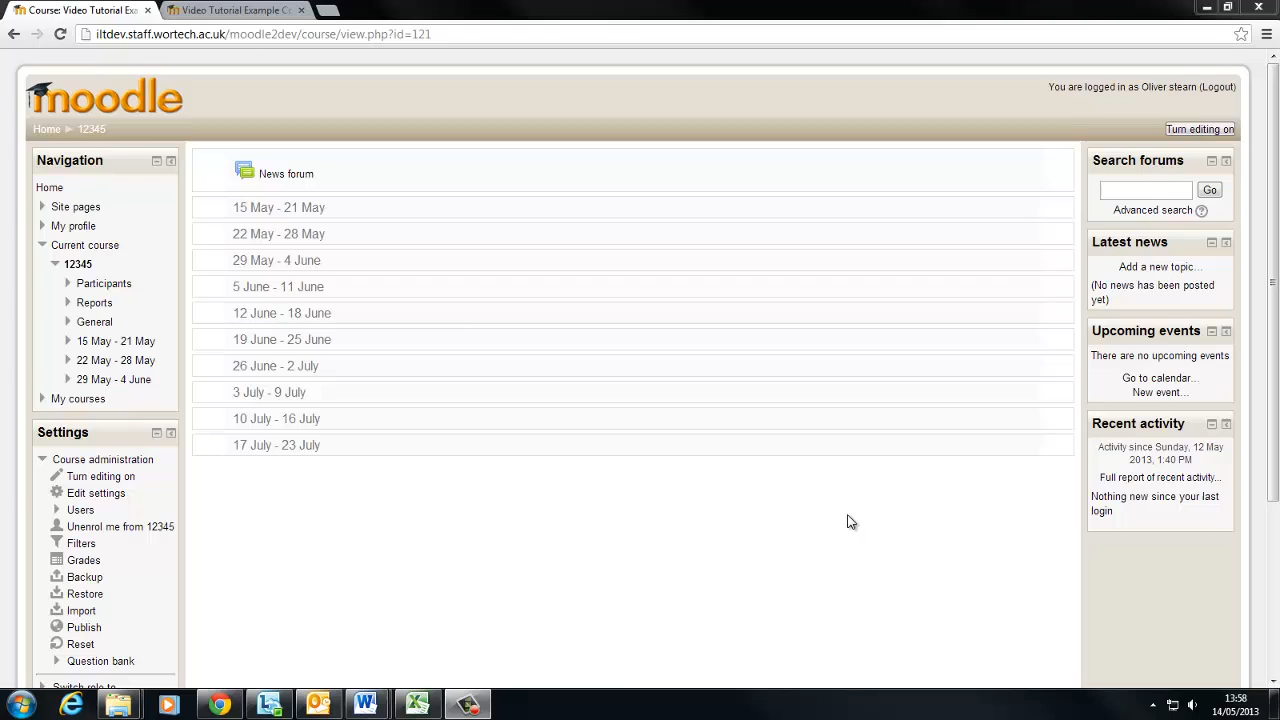 Course: Video Tutorial Exa
Video Tutorial Example C
iltdev.staff.wortech.ac.uk/moodle2dev/course/view.php?id=121
moodle
You are logged in as Oliver stearn (Logout)
Home ► 12345
Turn editing on
Navigation
Home
Site pages
My profile
Current course
12345
Participants
Reports
General
15 May - 21 May
22 May - 28 May
29 May - 4 June
My courses
Settings
Course administration
Turn editing on
Edit settings
Users
Unenrol me from 12345
Filters
Grades
Backup
Restore
Import
Publish
Reset
Question bank
Switch role to
News forum
15 May - 21 May
22 May - 28 May
29 May - 4 June
5 June - 11 June
12 June - 18 June
19 June - 25 June
26 June - 2 July
3 July - 9 July
10 July - 16 July
17 July - 23 July
Search forums
Go
Advanced search
Latest news
Add a new topic...
(No news has been posted
yet)
Upcoming events
There are no upcoming events
Go to calendar...
New event...
Recent activity
Activity since Sunday, 12 May
2013, 1:40 PM
Full report of recent activity...
Nothing new since your last
login
13:58
14/05/2013